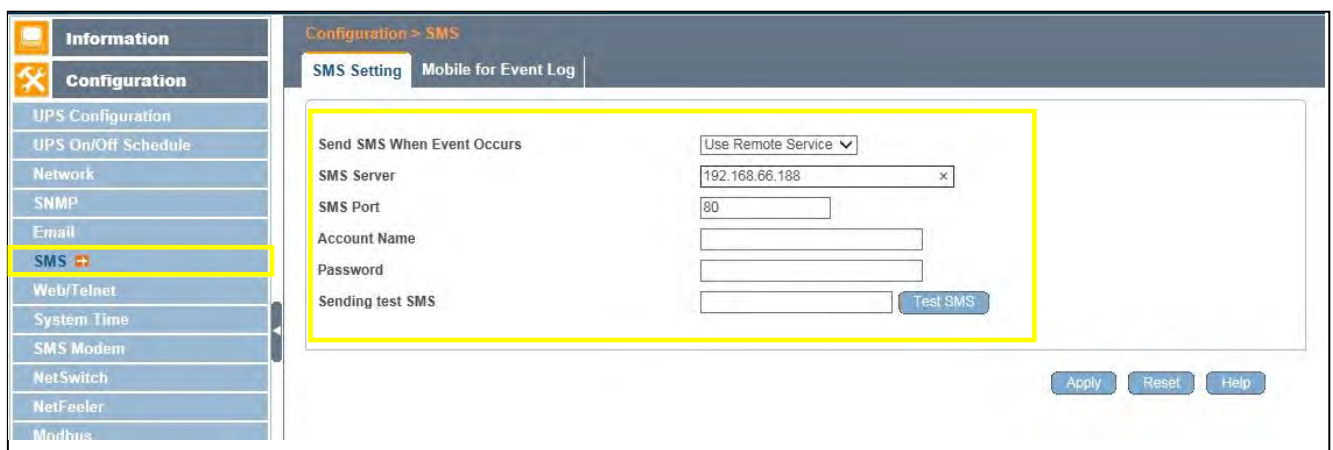 Information
Configuration
UPS Configuration
UPS On/Off Schedule
Network
SNMP
Email
SMS
Web/Telnet
System Time
SMS Modem
NetSwitch
NetFeeler
Modbus
Configuration > SMS
SMS Setting Mobile for Event Log
Send SMS When Event Occurs Use Remote Service
SMS Server 192.168.66.188 ×
SMS Port 80
Account Name
Password
Sending test SMS Test SMS
Apply Reset Help